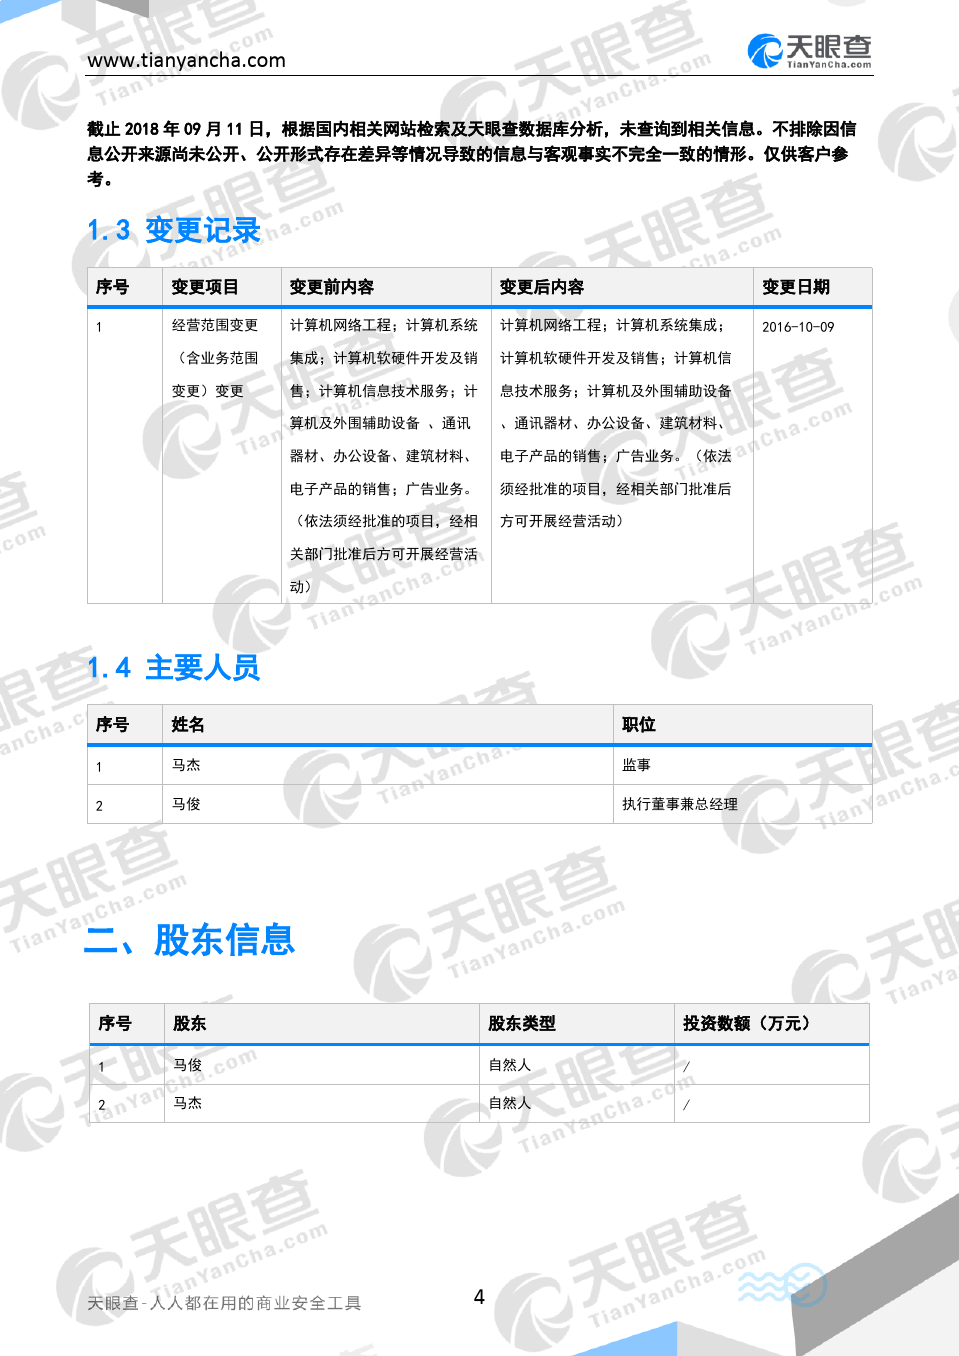 www.tianyancha.com
天眼查
TianYanCha.com
截止 2018 年 09 月 11 日，根据国内相关网站检索及天眼查数据库分析，未查询到相关信息。不排除因信
息公开来源尚未公开、公开形式存在差异等情况导致的信息与客观事实不完全一致的情形。仅供客户参
考。
1.3 变更记录
序号 变更项目 变更前内容 变更后内容 变更日期
1 经营范围变更 计算机网络工程；计算机系统 计算机网络工程；计算机系统集成； 2016-10-09
（含业务范围 集成；计算机软硬件开发及销 计算机软硬件开发及销售；计算机信
变更）变更 售；计算机信息技术服务；计 息技术服务；计算机及外围辅助设备
算机及外围辅助设备 、通讯 、通讯器材、办公设备、建筑材料、
器材、办公设备、建筑材料、 电子产品的销售；广告业务。（依法
电子产品的销售；广告业务。 须经批准的项目，经相关部门批准后
（依法须经批准的项目，经相 方可开展经营活动）
关部门批准后方可开展经营活
动）
1.4 主要人员
序号 姓名 职位
1 马杰 监事
2 马俊 执行董事兼总经理
二、股东信息
序号 股东 股东类型 投资数额（万元）
1 马俊 自然人 /
2 马杰 自然人 /
天眼查-人人都在用的商业安全工具
4